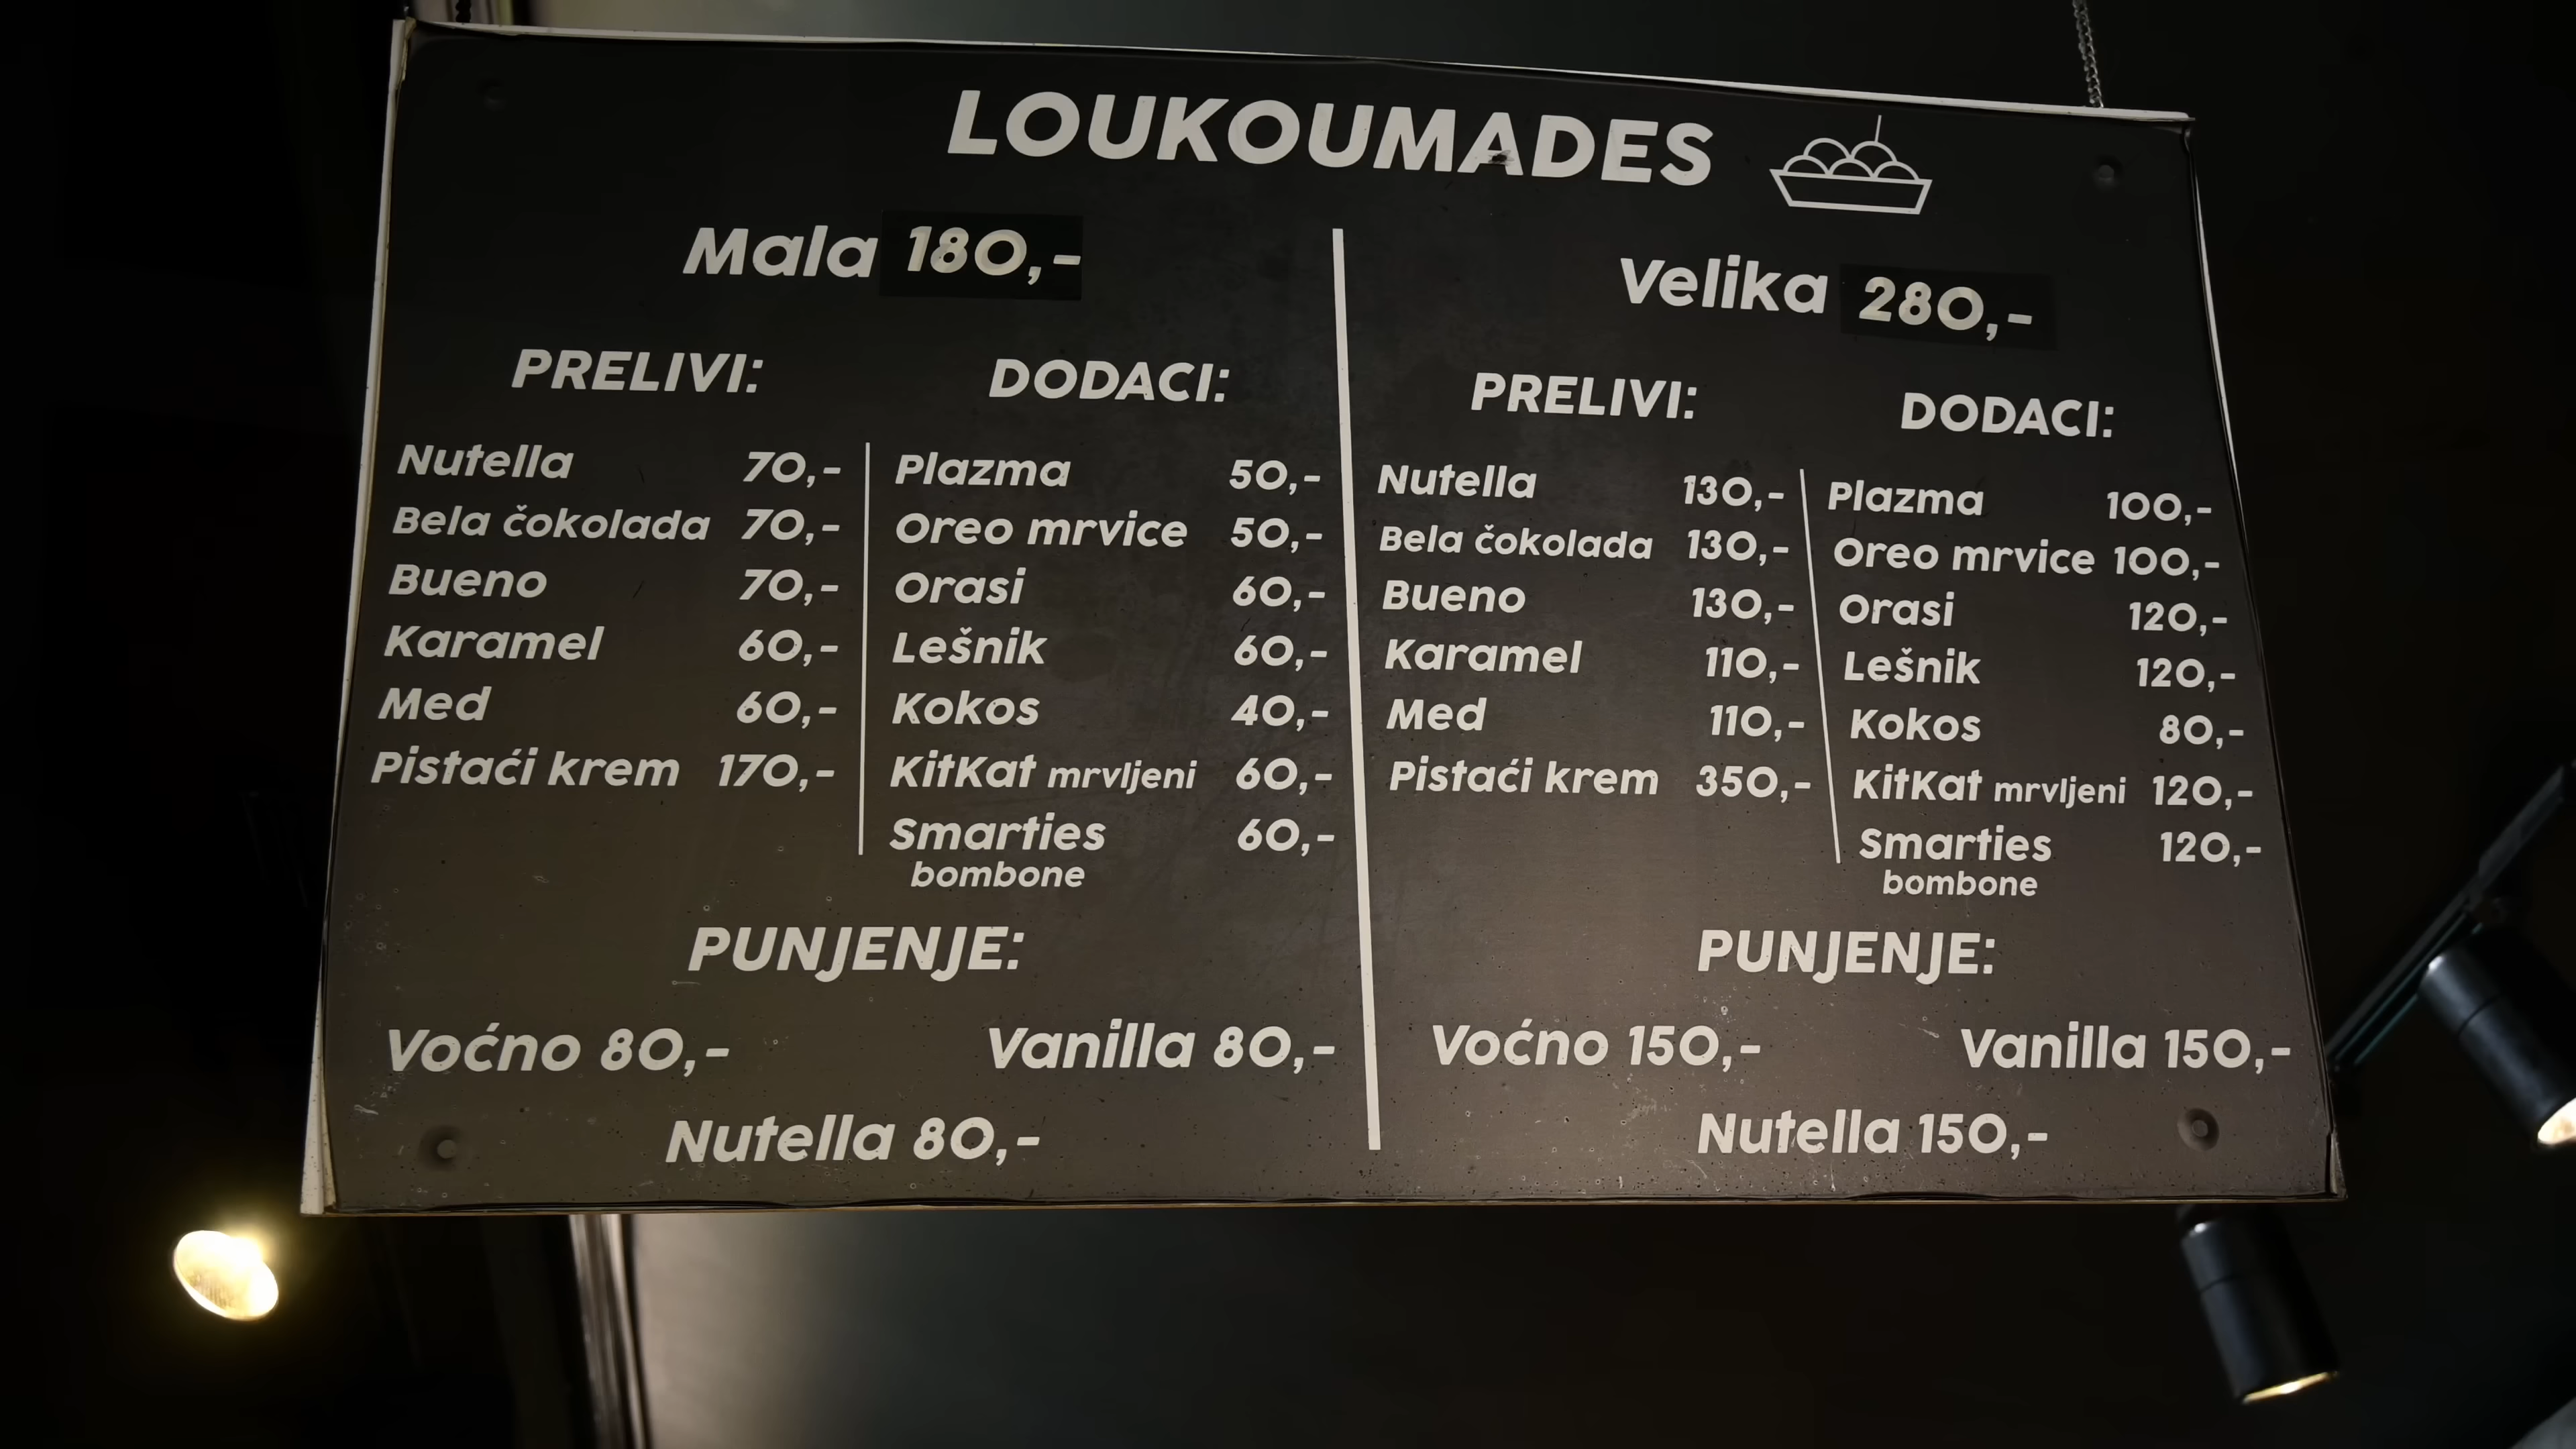 LOUKOUMADES
Mala 180,-
PRELIVI:
Nutella 70,-
Bela čokolada 70,-
Bueno 70,-
Karamel 60,-
Med 60,-
Pistaći krem 170,-
DODACI:
Plazma 50,-
Oreo mrvice 50,-
Orasi 60,-
Lešnik 60,-
Kokos 40,-
KitKat mrvljeni 60,-
Smarties 60,-
bombone
PUNJENJE:
Voćno 80,- Vanilla 80,-
Nutella 80,-
Velika 280,-
PRELIVI:
Nutella 130,-
Bela čokolada 130,-
Bueno 130,-
Karamel 110,-
Med 110,-
Pistaći krem 350,-
DODACI:
Plazma 100,-
Oreo mrvice 100,-
Orasi 120,-
Lešnik 120,-
Kokos 80,-
KitKat mrvljeni 120,-
Smarties 120,-
bombone
PUNJENJE:
Voćno 150,- Vanilla 150,-
Nutella 150,-